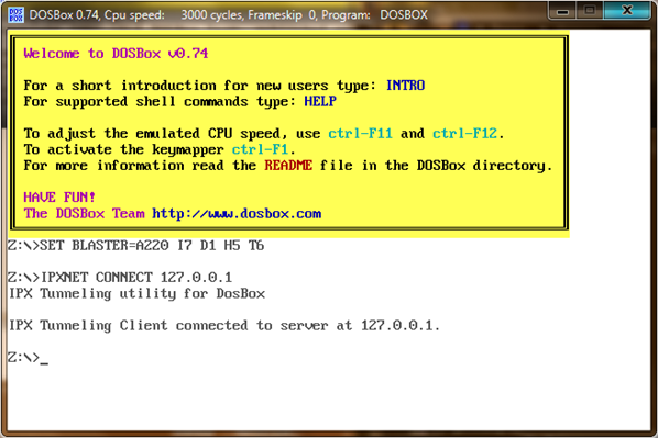 DOS
BOX
DOSBox 0.74, Cpu speed: 3000 cycles, Frameskip 0, Program: DOSBOX
Welcome to DOSBox v0.74
For a short introduction for new users type: INTRO
For supported shell commands type: HELP
To adjust the emulated CPU speed, use ctrl-F11 and ctrl-F12.
To activate the keymapper ctrl-F1.
For more information read the README file in the DOSBox directory.
HAVE FUN!
The DOSBox Team http://www.dosbox.com
Z:\>SET BLASTER=A220 I7 D1 H5 T6
Z:\>IPXNET CONNECT 127.0.0.1
IPX Tunneling utility for DosBox
IPX Tunneling Client connected to server at 127.0.0.1.
Z:\>_